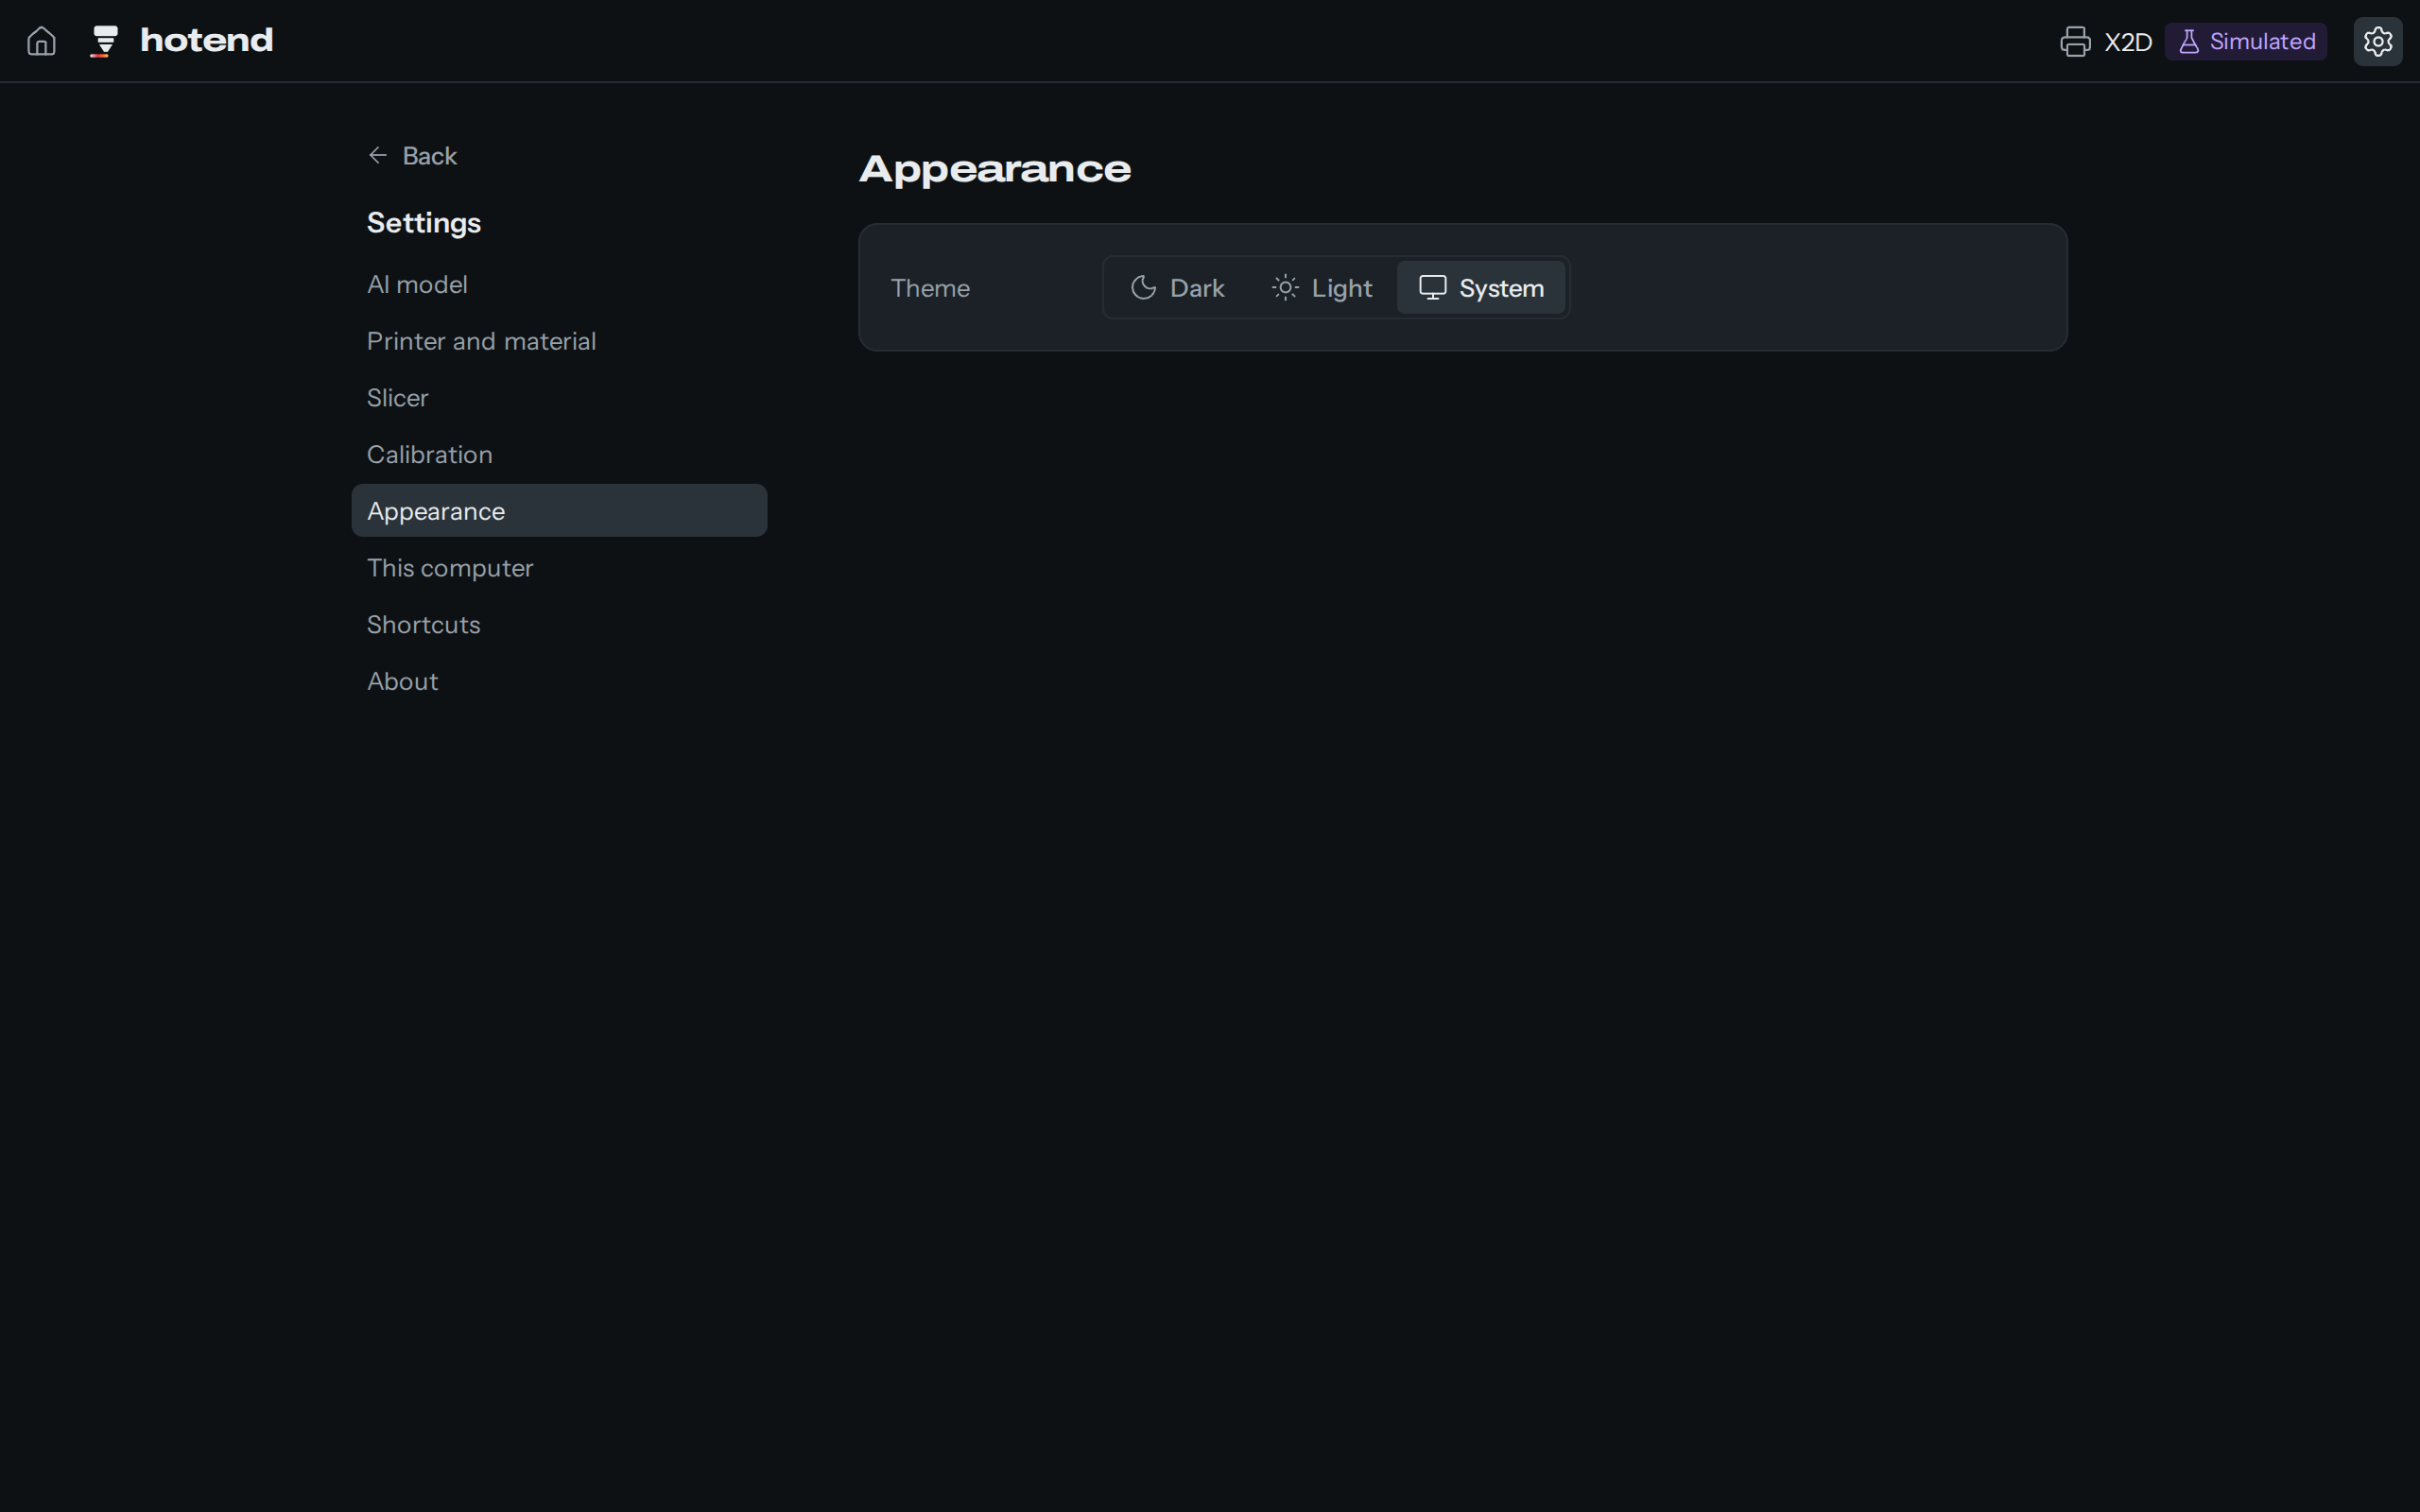 hotend
X2D Simulated
Back
Settings
AI model
Printer and material
Slicer
Calibration
Appearance
This computer
Shortcuts
About
Appearance
Theme Dark Light System